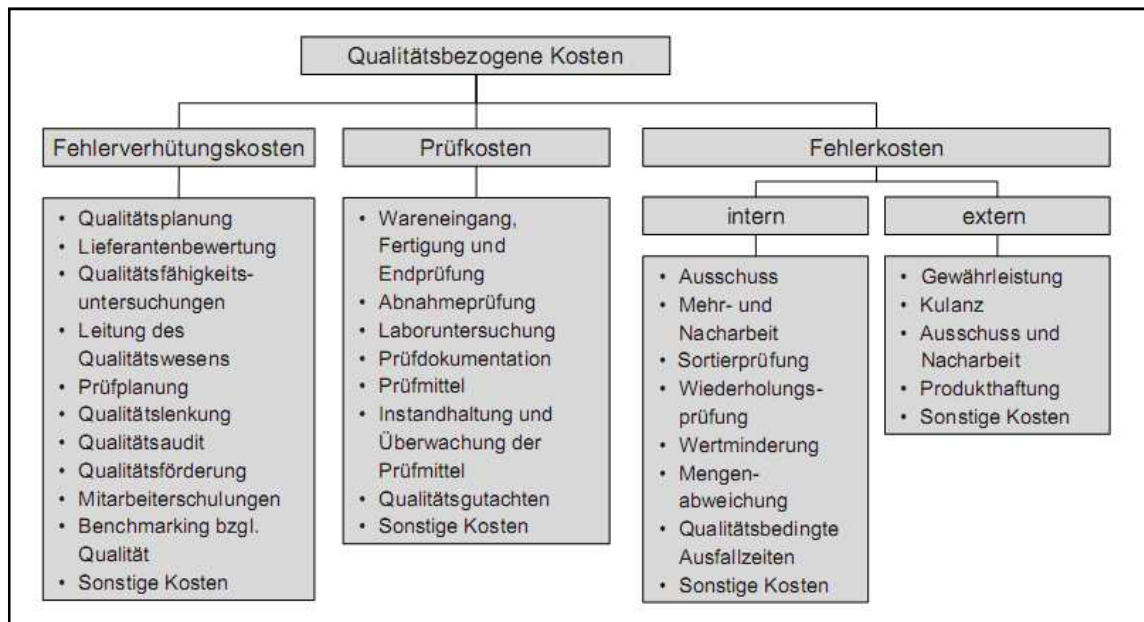 Qualitätsbezogene Kosten
Fehlerverhütungskosten
• Qualitätsplanung
• Lieferantenbewertung
• Qualitätsfähigkeits-
untersuchungen
• Leitung des
Qualitätswesens
• Prüfplanung
• Qualitätslenkung
• Qualitätsaudit
• Qualitätsförderung
• Mitarbeiterschulungen
• Benchmarking bzgl.
Qualität
• Sonstige Kosten
Prüfkosten
• Wareneingang,
Fertigung und
Endprüfung
• Abnahmeprüfung
• Laboruntersuchung
• Prüfdokumentation
• Prüfmittel
• Instandhaltung und
Überwachung der
Prüfmittel
• Qualitätsgutachten
• Sonstige Kosten
Fehlerkosten
intern
• Ausschuss
• Mehr- und
Nacharbeit
• Sortierprüfung
• Wiederholungs-
prüfung
• Wertminderung
• Mengen-
abweichung
• Qualitätsbedingte
Ausfallzeiten
• Sonstige Kosten
extern
• Gewährleistung
• Kulanz
• Ausschuss und
Nacharbeit
• Produkthaftung
• Sonstige Kosten